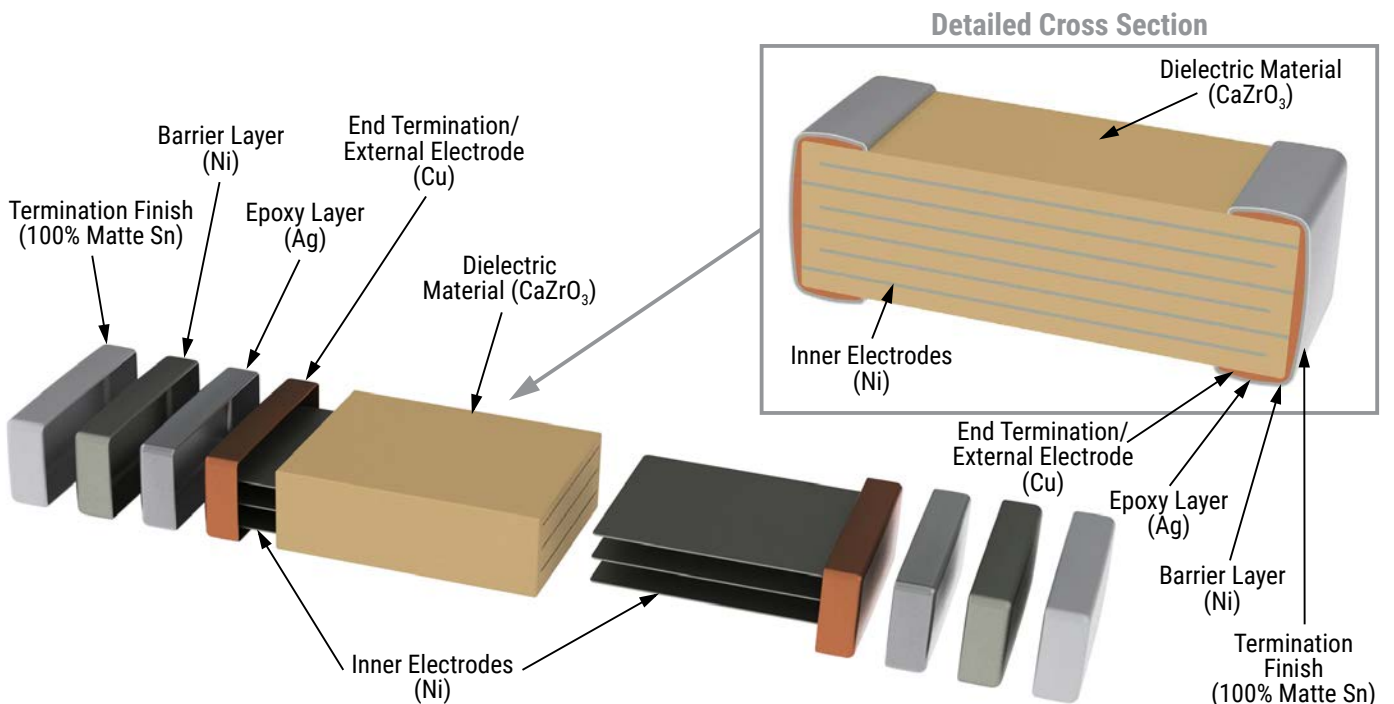 Detailed Cross Section
Dielectric Material
(CaZrO₃)
End Termination/
External Electrode
(Cu)
Barrier Layer
(Ni)
Termination Finish
(100% Matte Sn)
Epoxy Layer
(Ag)
Dielectric
Material (CaZrO₃)
Inner Electrodes
(Ni)
End Termination/
External Electrode
(Cu)
Epoxy Layer
(Ag)
Barrier Layer
(Ni)
Termination
Finish
(100% Matte Sn)
Inner Electrodes
(Ni)